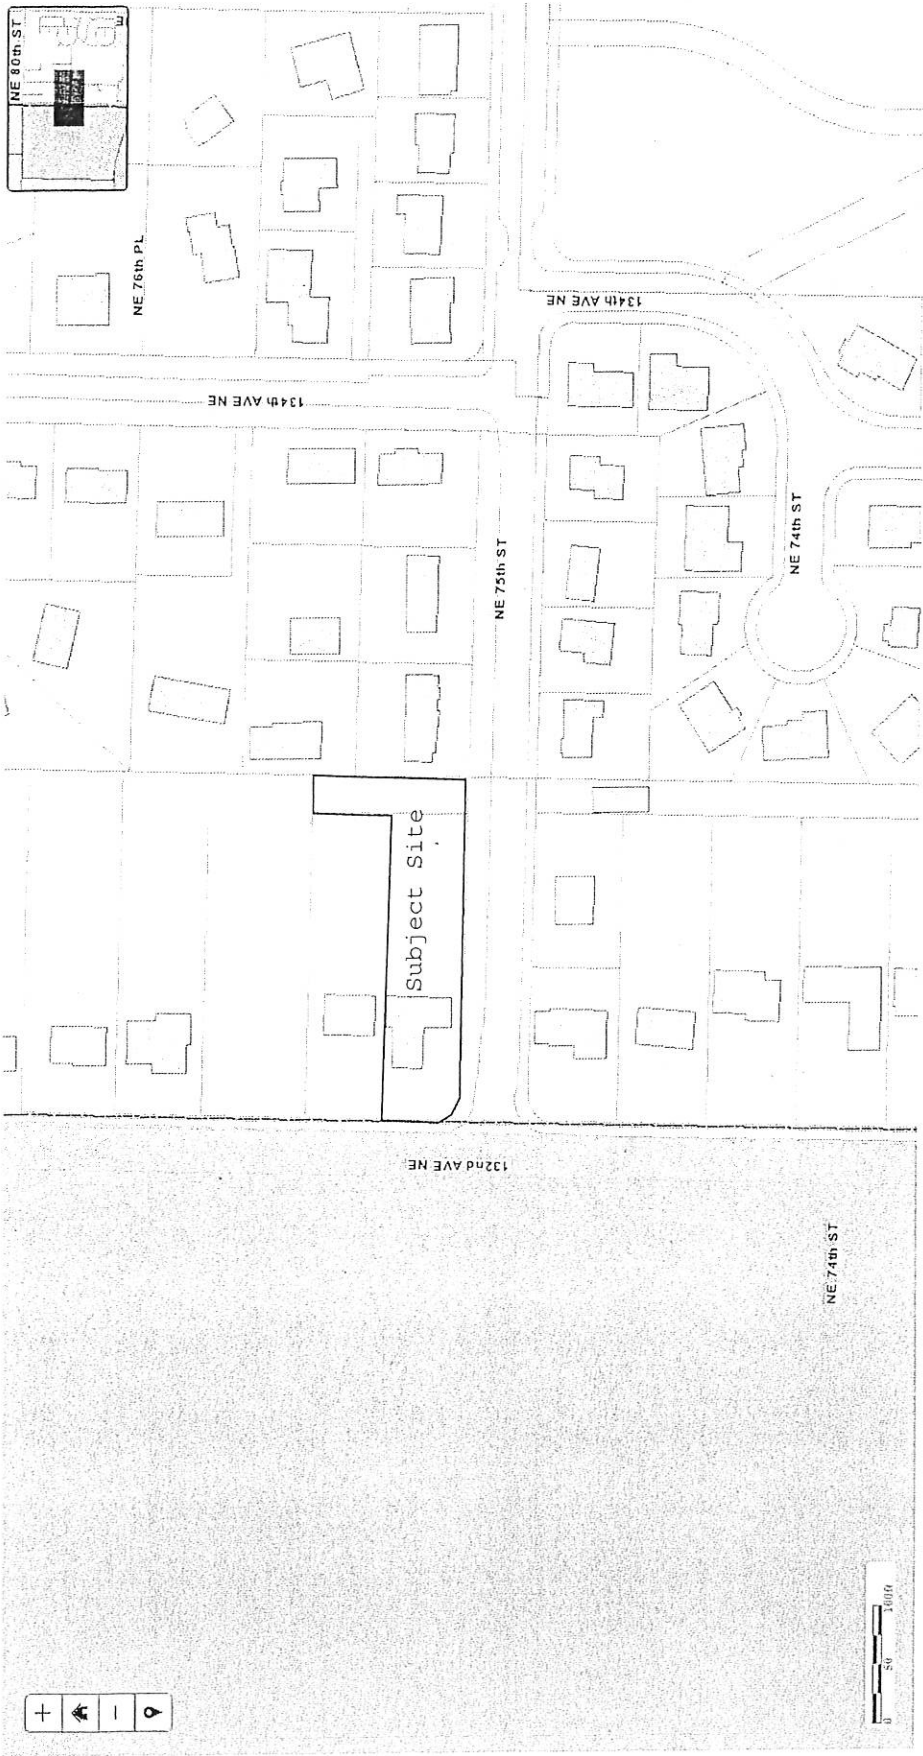 NE 80th ST
NE 76th PL
134th AVE NE
134th AVE NE
NE 75th ST
NE 74th ST
Subject Site
132nd AVE NE
NE 74th ST
+
−
0
50
100ft